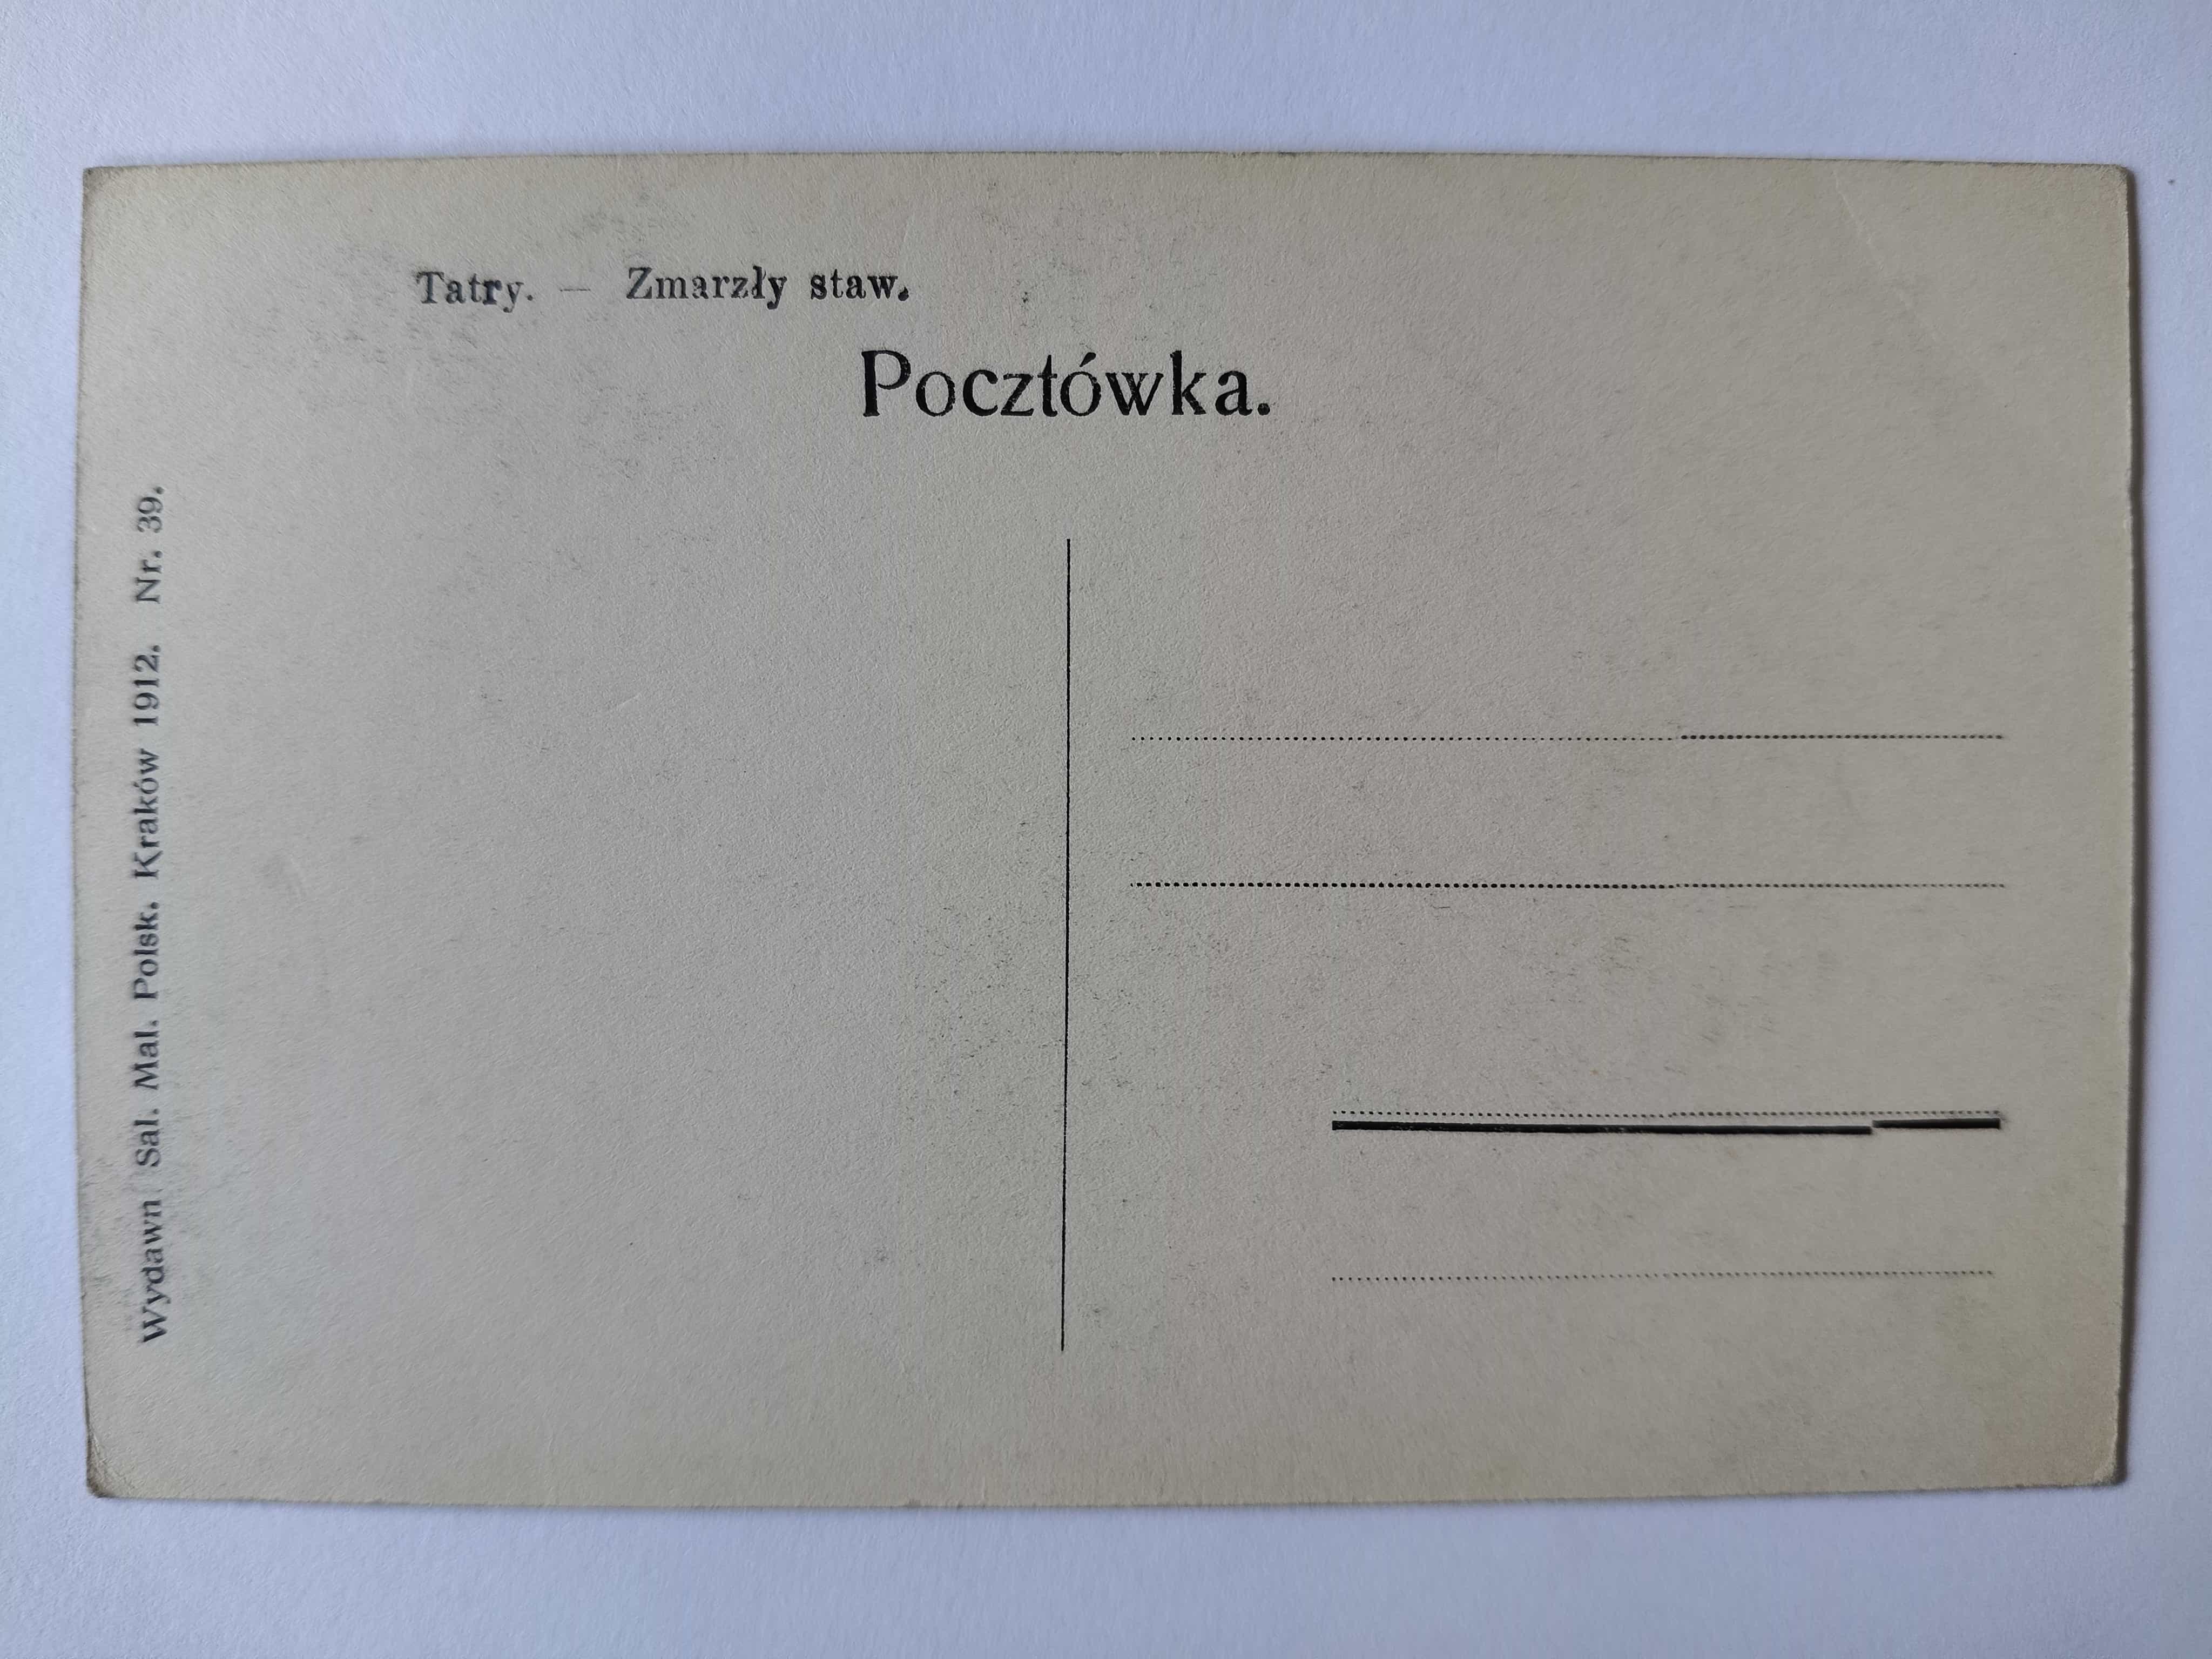 Tatry. — Zmarzły staw.
Pocztówka.
Wydawn Sal. Mal. Polsk. Kraków 1912. Nr. 39.